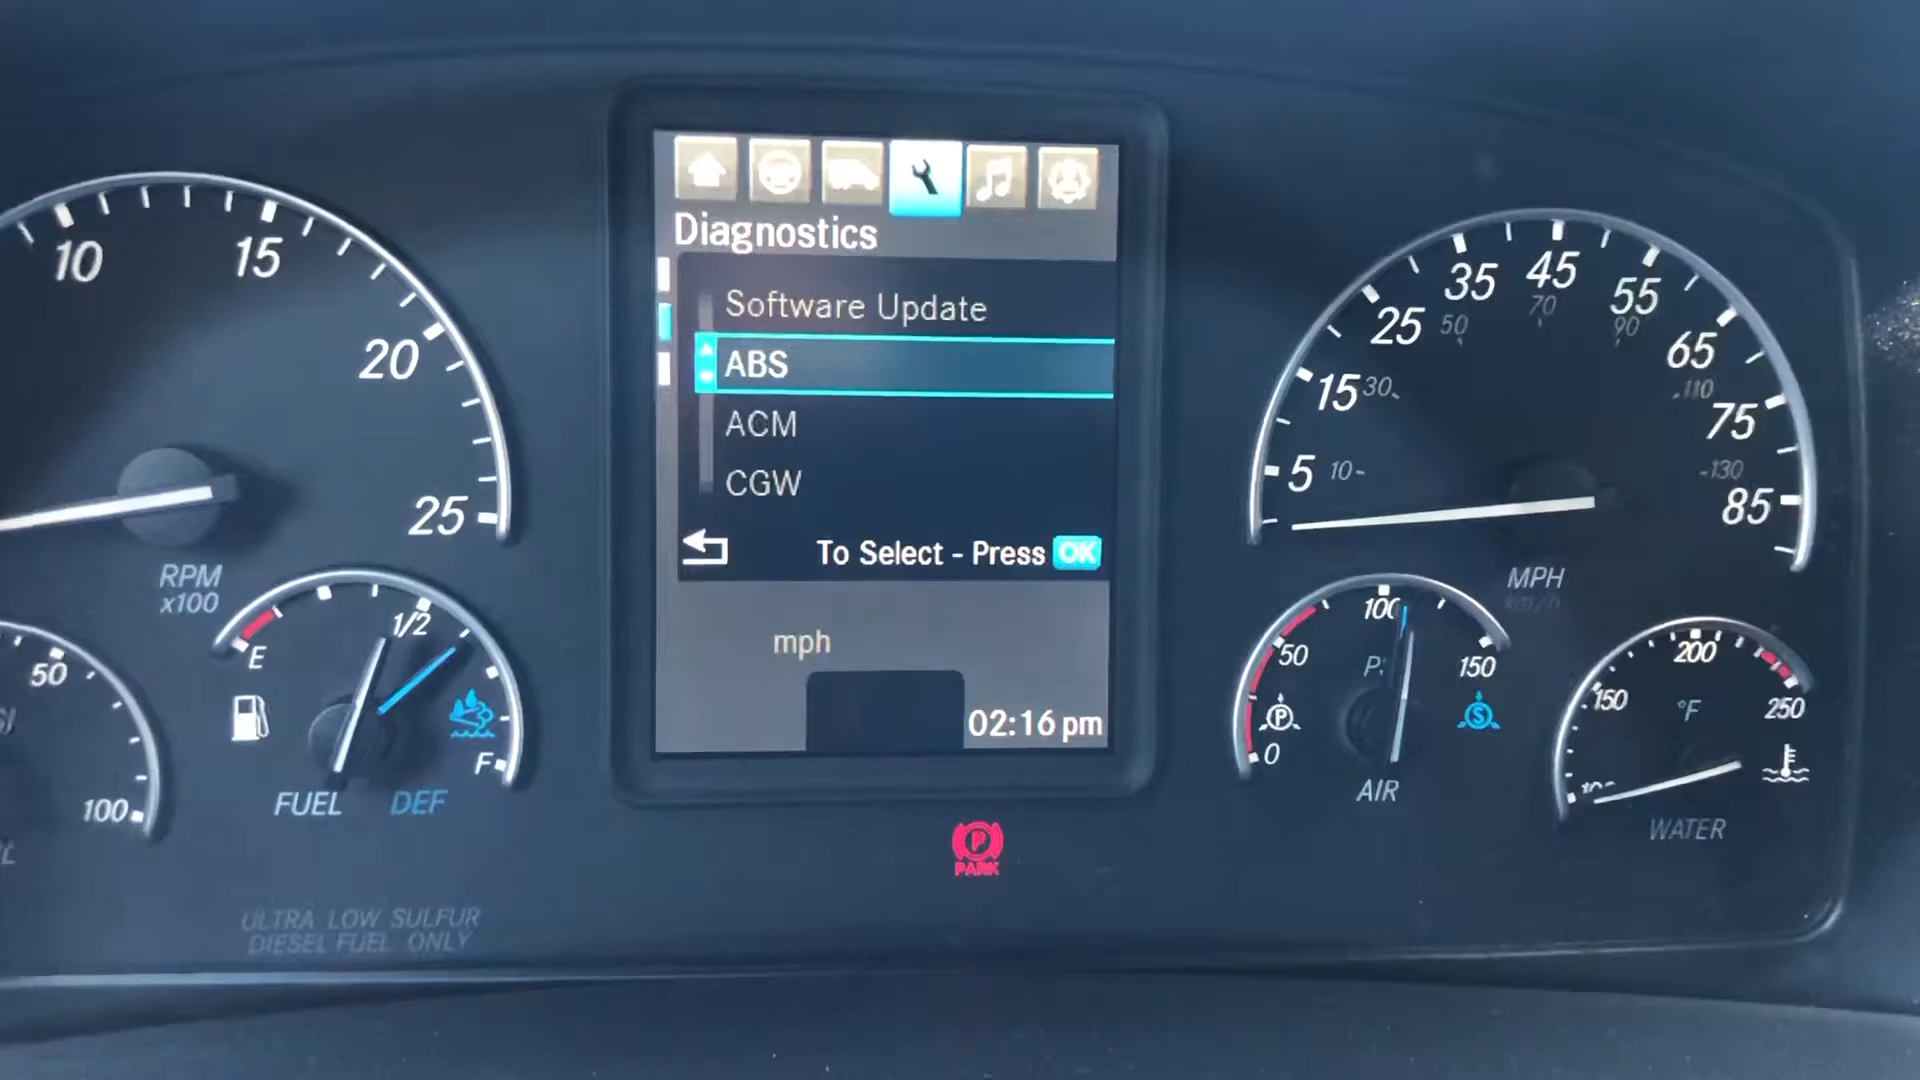 10
15
20
25
RPM
x100
50
100
E
1/2
F
FUEL
DEF
ULTRA LOW SULFUR
DIESEL FUEL ONLY
Diagnostics
Software Update
ABS
ACM
CGW
To Select - Press OK
mph
02:16 pm
P
PARK
5
15
25
35
45
55
65
75
85
10
30
50
70
90
110
130
MPH
km/h
0
50
100
150
P
S
AIR
150
200
250
°F
WATER